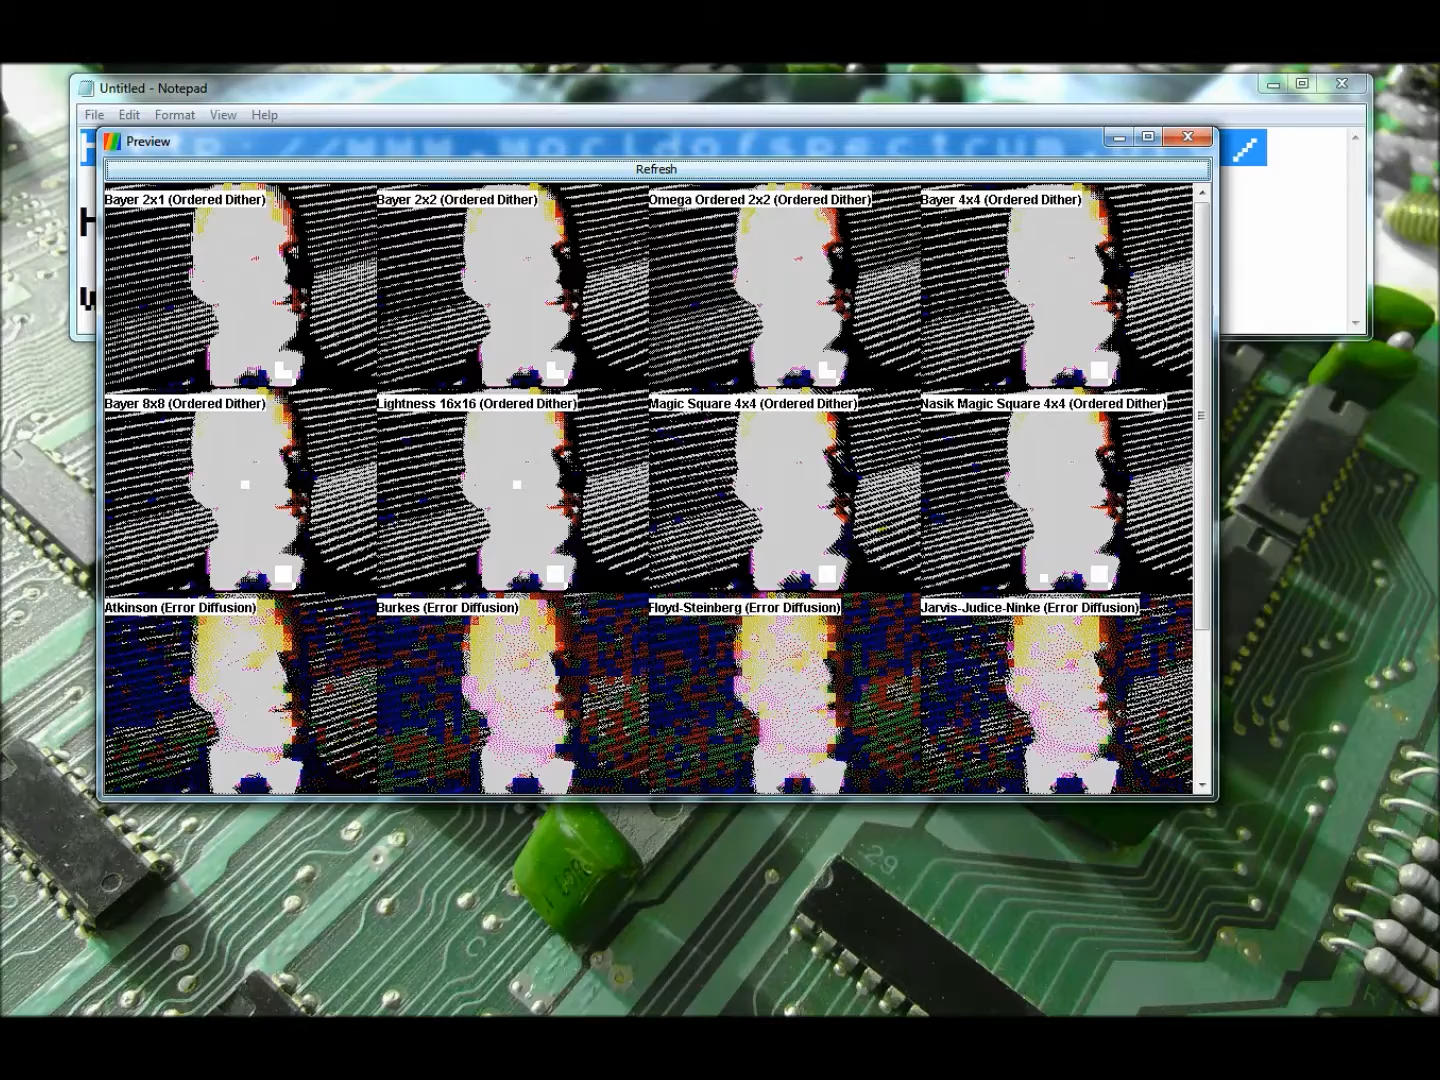 Untitled - Notepad
File Edit Format View Help
Preview
Refresh
Bayer 2x1 (Ordered Dither) Bayer 2x2 (Ordered Dither) Omega Ordered 2x2 (Ordered Dither) Bayer 4x4 (Ordered Dither)
Bayer 8x8 (Ordered Dither) Lightness 16x16 (Ordered Dither) Magic Square 4x4 (Ordered Dither) Nasik Magic Square 4x4 (Ordered Dither)
Atkinson (Error Diffusion) Burkes (Error Diffusion) Floyd-Steinberg (Error Diffusion) Jarvis-Judice-Ninke (Error Diffusion)
29